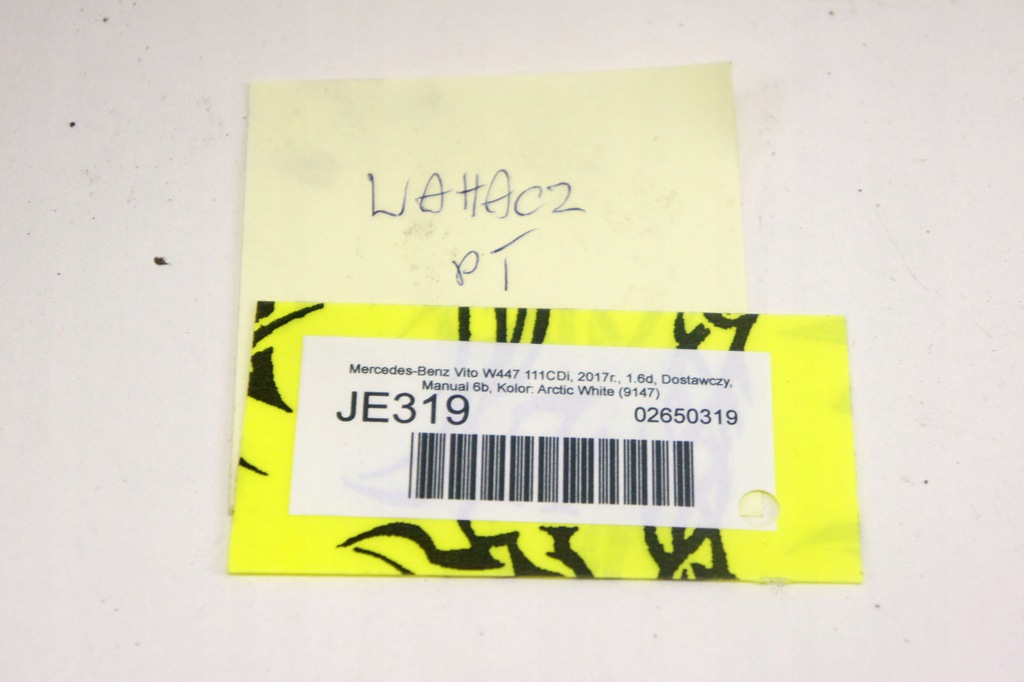 WAHACZ
PT
Mercedes-Benz Vito W447 111CDi, 2017r., 1.6d, Dostawczy,
Manual 6b, Kolor: Arctic White (9147)
JE319 02650319